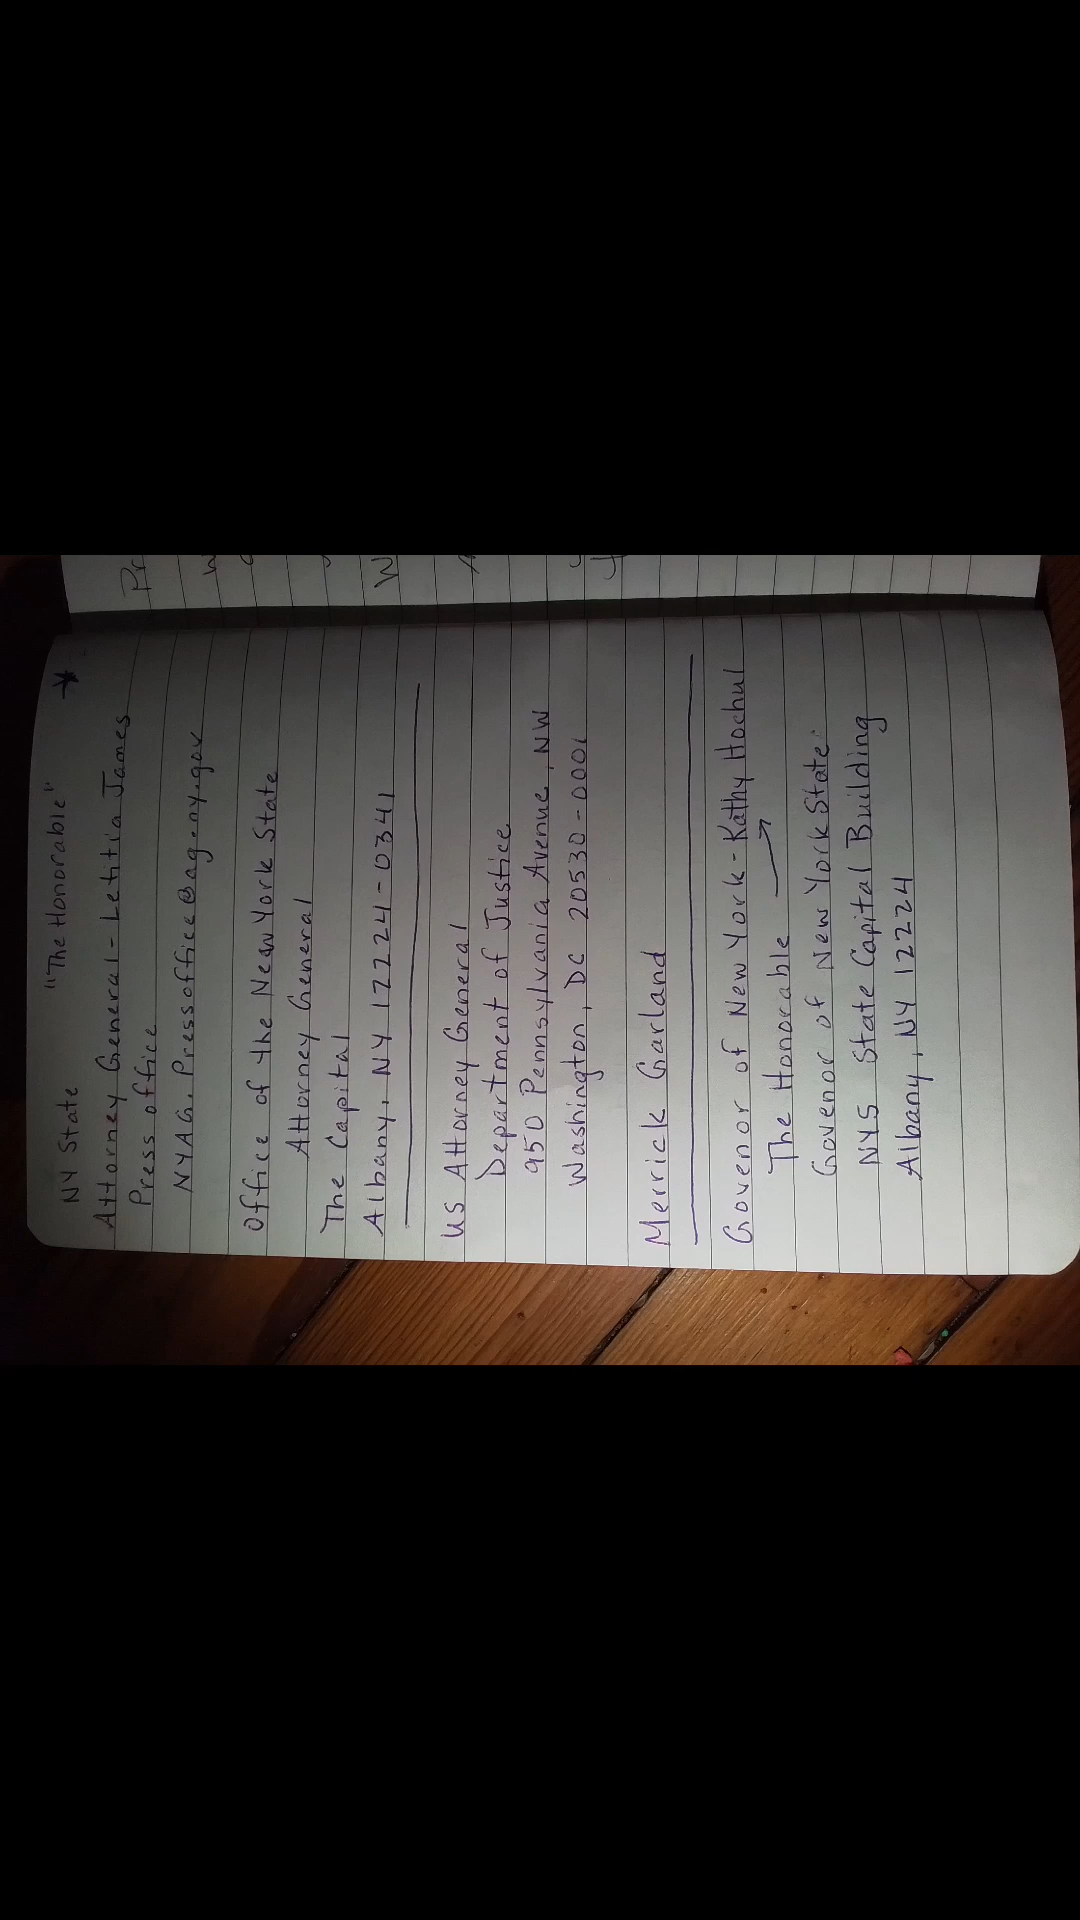 NY State "The Honorable"
Attorney General - Letitia James
Press office
NYAG.Pressoffice@ag.ny.gov
Office of the New York State
Attorney General
The Capital
Albany, NY 12224-0341
US Attorney General
Department of Justice
950 Pennsylvania Avenue, NW
Washington, DC 20530-0001
Merrick Garland
Govenor of New York - Kathy Hochul
The Honorable →
Govenor of New York State
NYS State Capital Building
Albany, NY 12224
Pr
W